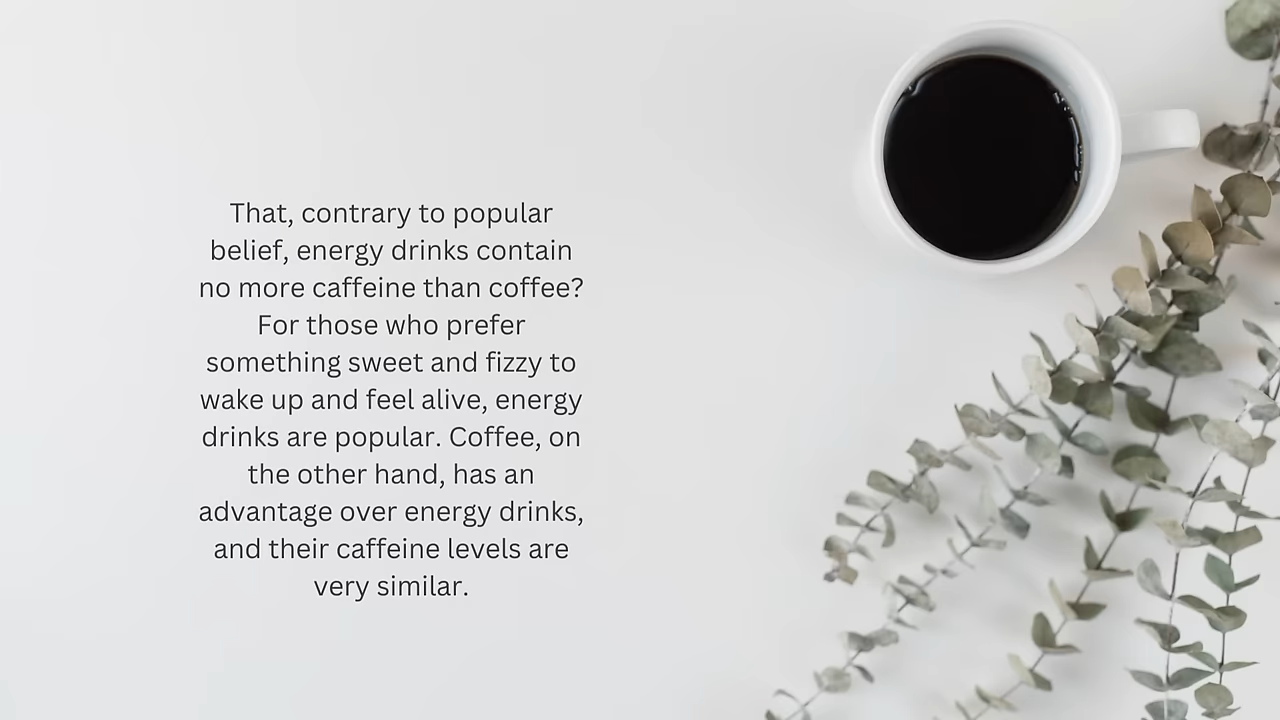 That, contrary to popular
belief, energy drinks contain
no more caffeine than coffee?
For those who prefer
something sweet and fizzy to
wake up and feel alive, energy
drinks are popular. Coffee, on
the other hand, has an
advantage over energy drinks,
and their caffeine levels are
very similar.